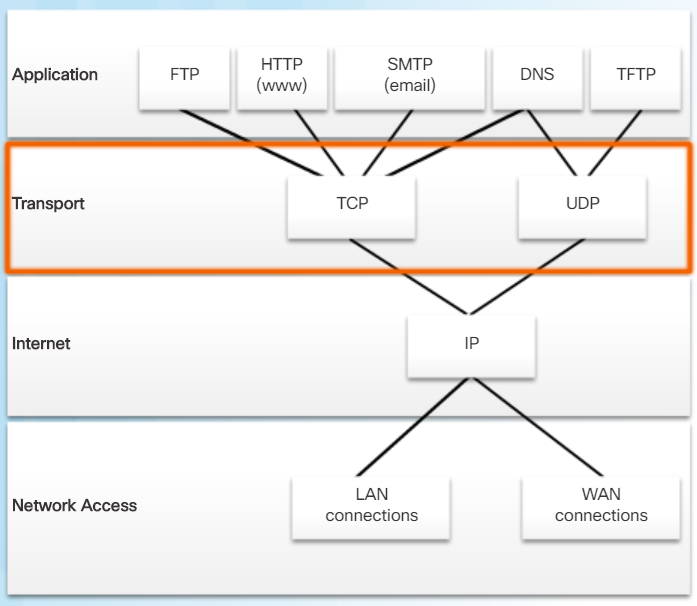 Application
FTP
HTTP
(www)
SMTP
(email)
DNS
TFTP
Transport
TCP
UDP
Internet
IP
Network Access
LAN
connections
WAN
connections